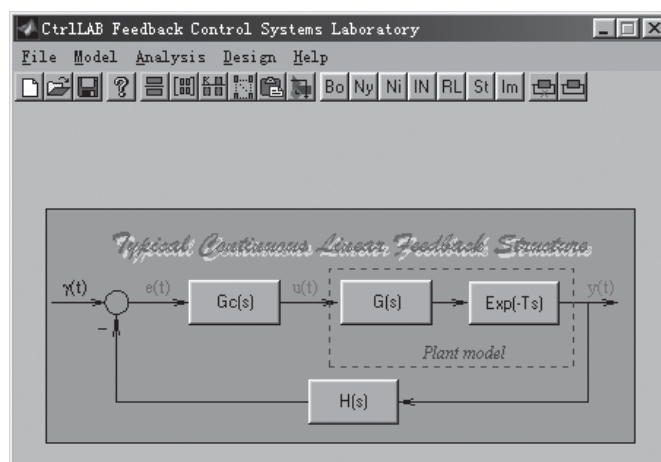 CtrlLAB Feedback Control Systems Laboratory
File Model Analysis Design Help
Bo Ny Ni IN RL St Im
Typical Continuous Linear Feedback Structure
γ(t) e(t) Gc(s) u(t) G(s) Exp(-Ts) y(t)
−
Plant model
H(s)